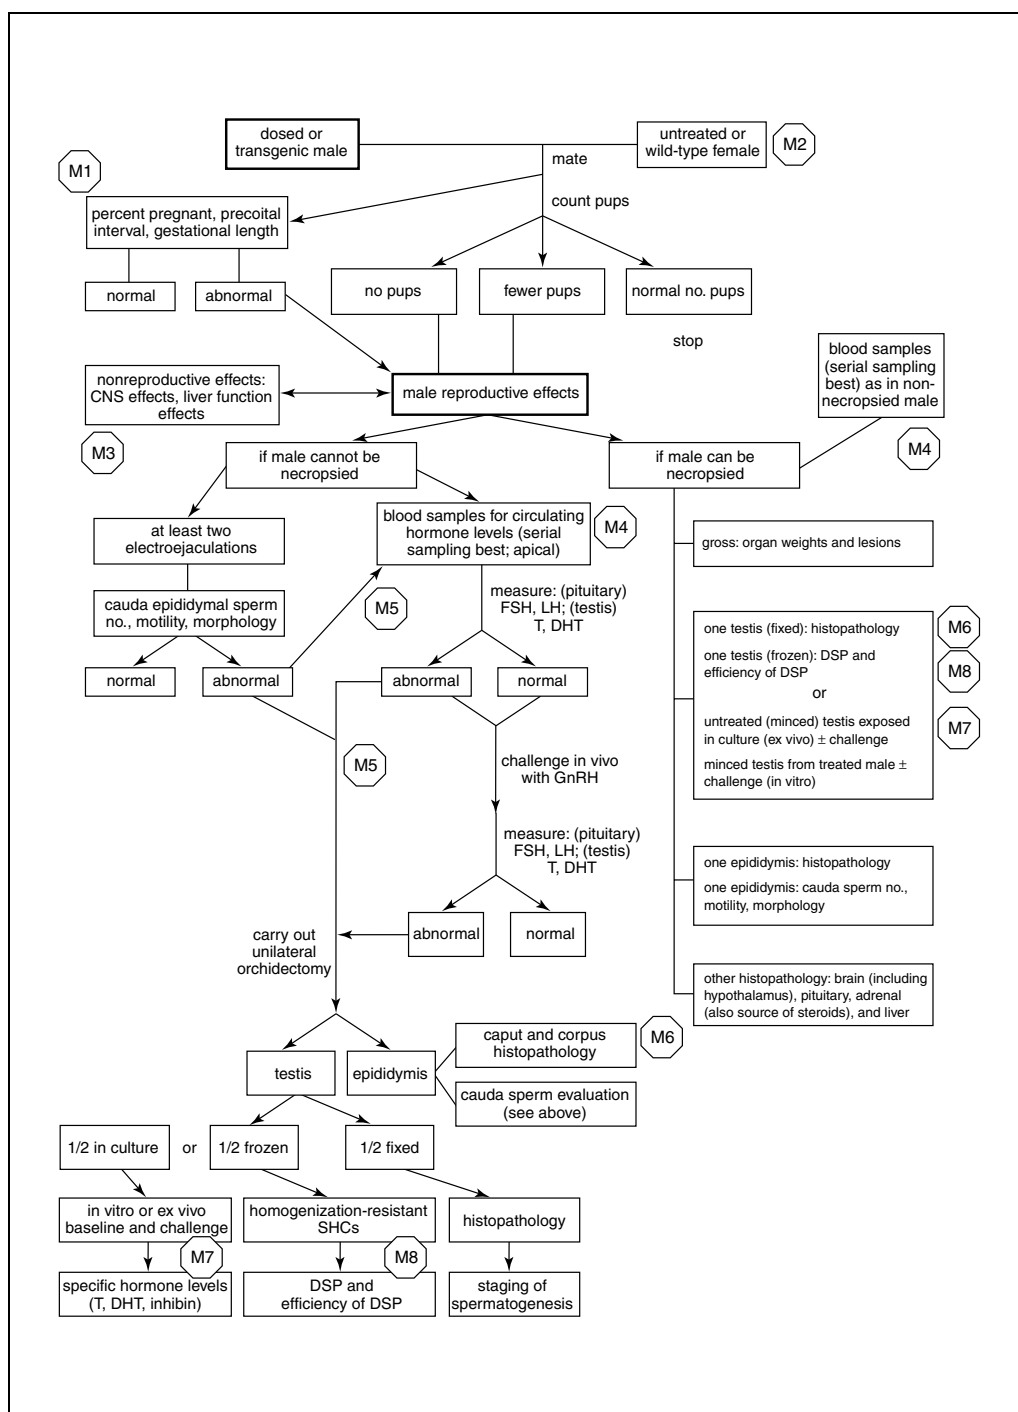 dosed or
transgenic male
untreated or
wild-type female
M2
mate
M1
count pups
percent pregnant, precoital
interval, gestational length
normal
abnormal
no pups
fewer pups
normal no. pups
stop
blood samples
(serial sampling
best) as in non-
necropsied male
M4
nonreproductive effects:
CNS effects, liver function
effects
M3
male reproductive effects
if male cannot be
necropsied
if male can be
necropsied
at least two
electroejaculations
blood samples for circulating
hormone levels (serial
sampling best; apical)
M4
gross: organ weights and lesions
cauda epididymal sperm
no., motility, morphology
M5
measure: (pituitary)
FSH, LH; (testis)
T, DHT
normal
abnormal
abnormal
normal
one testis (fixed): histopathology
M6
one testis (frozen): DSP and
efficiency of DSP
M8
or
untreated (minced) testis exposed
in culture (ex vivo) ± challenge
M7
minced testis from treated male ±
challenge (in vitro)
M5
challenge in vivo
with GnRH
measure: (pituitary)
FSH, LH; (testis)
T, DHT
one epididymis: histopathology
one epididymis: cauda sperm no.,
motility, morphology
abnormal
normal
carry out
unilateral
orchidectomy
other histopathology: brain (including
hypothalamus), pituitary, adrenal
(also source of steroids), and liver
testis
epididymis
caput and corpus
histopathology
M6
cauda sperm evaluation
(see above)
1/2 in culture
or
1/2 frozen
1/2 fixed
in vitro or ex vivo
baseline and challenge
homogenization-resistant
SHCs
histopathology
M7
M8
specific hormone levels
(T, DHT, inhibin)
DSP and
efficiency of DSP
staging of
spermatogenesis